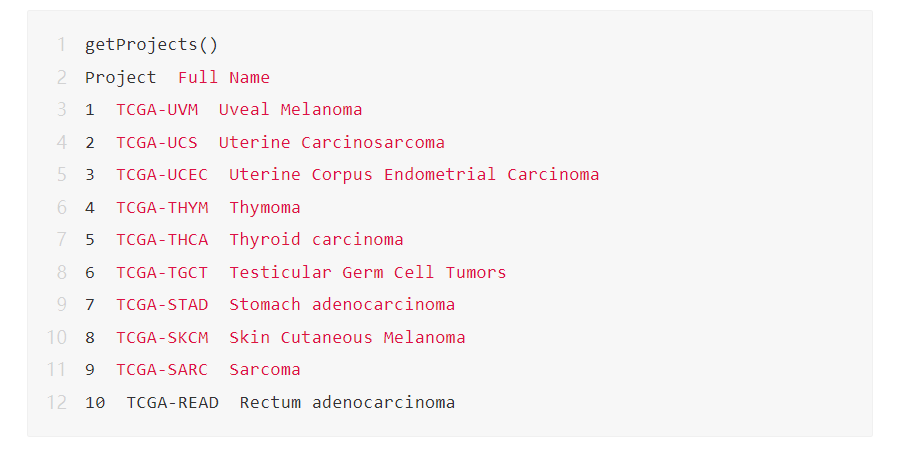 1 getProjects()
2 Project  Full Name
3 1  TCGA-UVM  Uveal Melanoma
4 2  TCGA-UCS  Uterine Carcinosarcoma
5 3  TCGA-UCEC  Uterine Corpus Endometrial Carcinoma
6 4  TCGA-THYM  Thymoma
7 5  TCGA-THCA  Thyroid carcinoma
8 6  TCGA-TGCT  Testicular Germ Cell Tumors
9 7  TCGA-STAD  Stomach adenocarcinoma
10 8  TCGA-SKCM  Skin Cutaneous Melanoma
11 9  TCGA-SARC  Sarcoma
12 10  TCGA-READ  Rectum adenocarcinoma